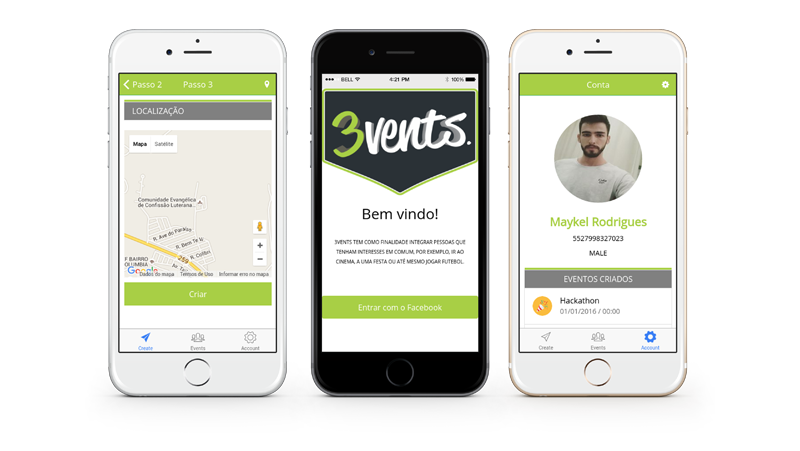 Passo 2
Passo 3
LOCALIZAÇÃO
Mapa
Satélite
Comunidade Evangélica
de Confissão Luterana...
R. Ave do Paraíso
R. Bem Te Vi
R. Colibri
259
F BAIRRO
OLUMBIA
Av. Tac
Google
Dados do mapa
Termos de Uso
Informar erro no mapa
+
−
Criar
Create
Events
Account
BELL
4:21 PM
100%
3vents.
Bem vindo!
3VENTS TEM COMO FINALIDADE INTEGRAR PESSOAS QUE
TENHAM INTERESSES EM COMUM, POR EXEMPLO, IR AO
CINEMA, A UMA FESTA OU ATÉ MESMO JOGAR FUTEBOL.
Entrar com o Facebook
Conta
Maykel Rodrigues
5527998327023
MALE
EVENTOS CRIADOS
Hackathon
01/01/2016 / 00:00
Create
Events
Account